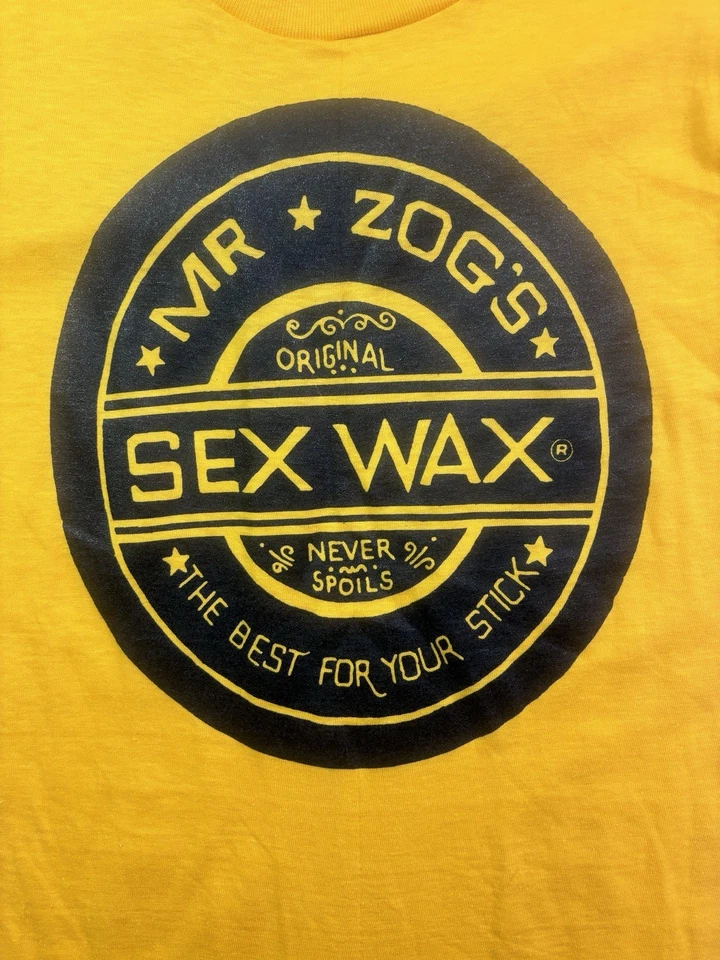 MR ★ ZOG'S
ORIGINAL
SEX WAX®
NEVER
SPOILS
★ THE BEST FOR YOUR STICK ★